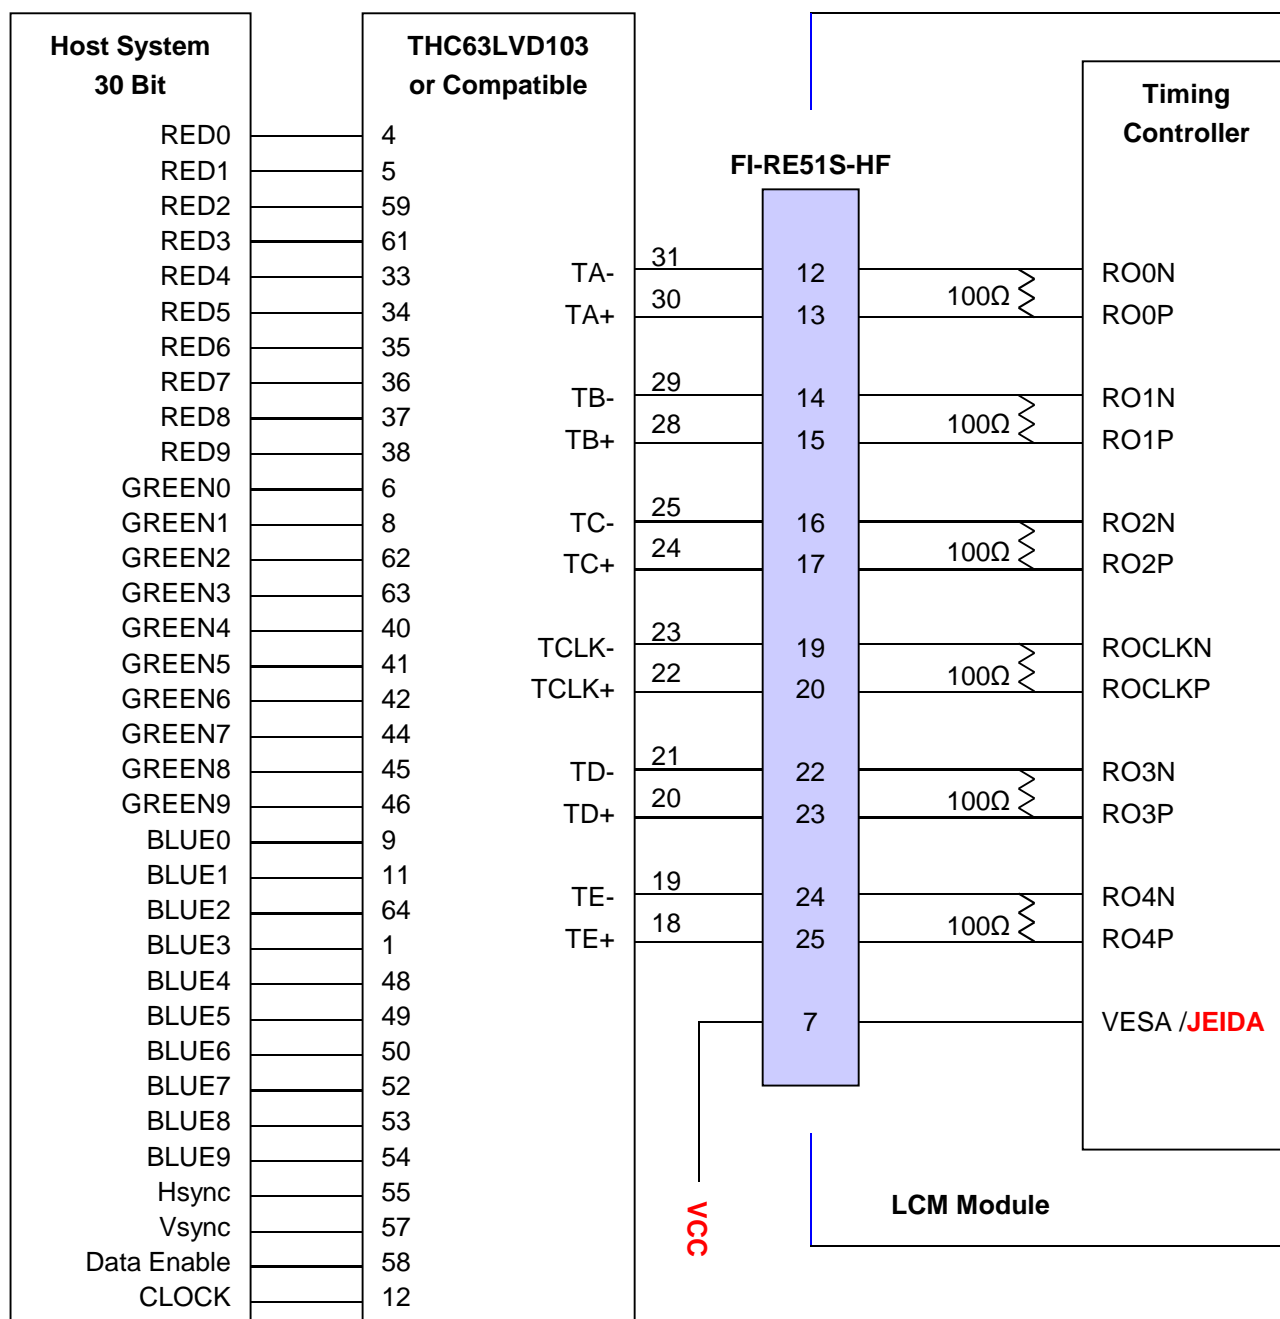 Host System
30 Bit
RED0
RED1
RED2
RED3
RED4
RED5
RED6
RED7
RED8
RED9
GREEN0
GREEN1
GREEN2
GREEN3
GREEN4
GREEN5
GREEN6
GREEN7
GREEN8
GREEN9
BLUE0
BLUE1
BLUE2
BLUE3
BLUE4
BLUE5
BLUE6
BLUE7
BLUE8
BLUE9
Hsync
Vsync
Data Enable
CLOCK
THC63LVD103
or Compatible
4
5
59
61
33
34
35
36
37
38
6
8
62
63
40
41
42
44
45
46
9
11
64
1
48
49
50
52
53
54
55
57
58
12
TA-
TA+
TB-
TB+
TC-
TC+
TCLK-
TCLK+
TD-
TD+
TE-
TE+
31
30
29
28
25
24
23
22
21
20
19
18
FI-RE51S-HF
12
13
14
15
16
17
19
20
22
23
24
25
7
VCC
100Ω
100Ω
100Ω
100Ω
100Ω
100Ω
Timing
Controller
RO0N
RO0P
RO1N
RO1P
RO2N
RO2P
ROCLKN
ROCLKP
RO3N
RO3P
RO4N
RO4P
VESA /JEIDA
LCM Module